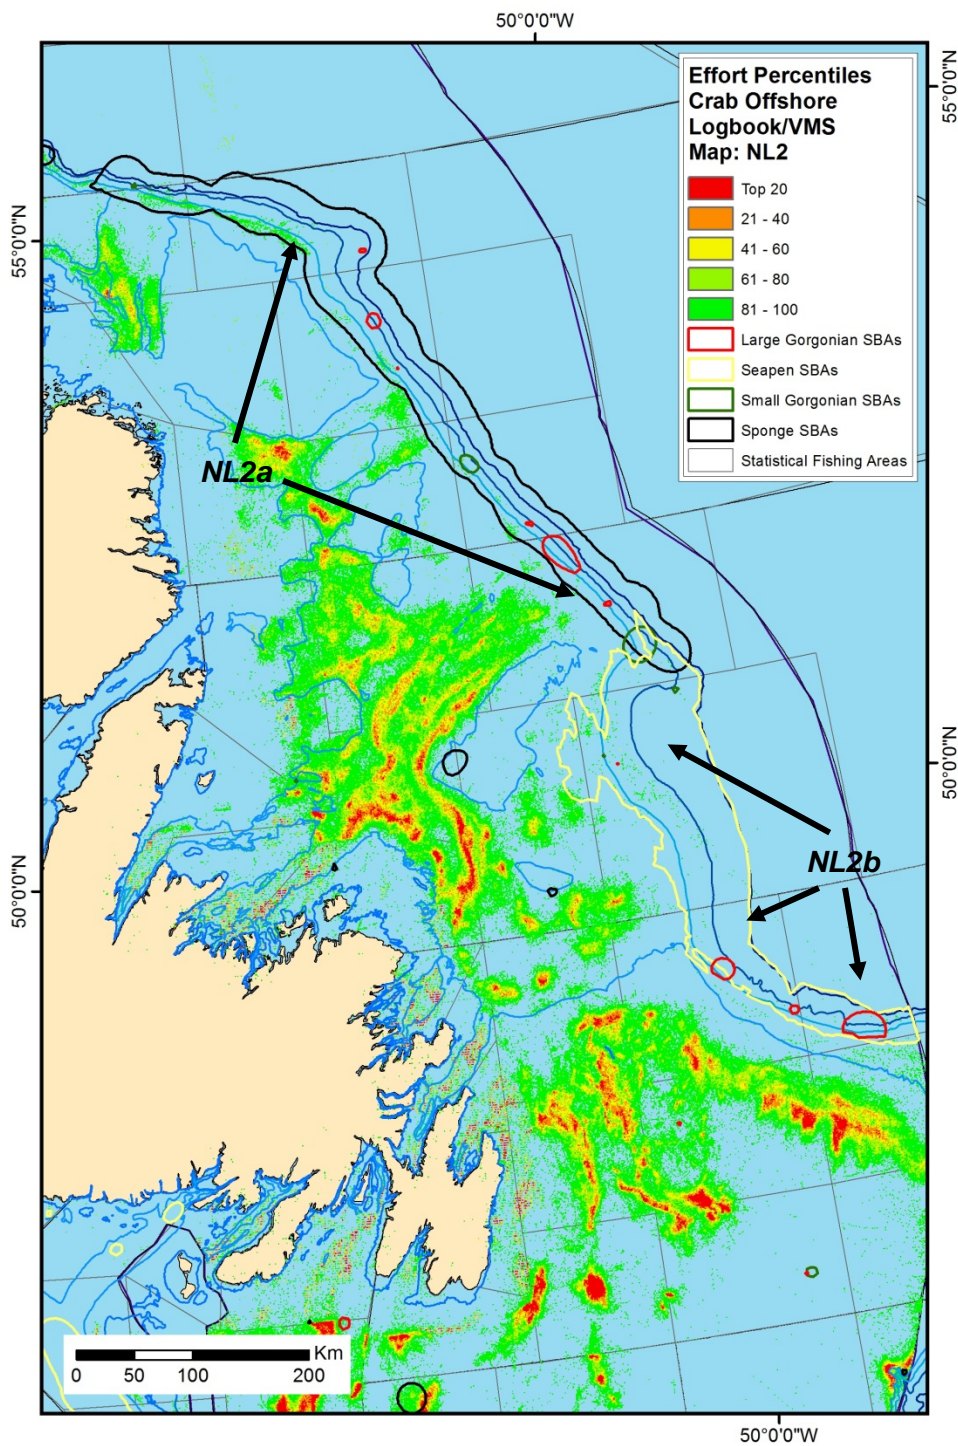 50°0'0"W
Effort Percentiles
Crab Offshore
Logbook/VMS
Map: NL2
Top 20
21 - 40
41 - 60
61 - 80
81 - 100
Large Gorgonian SBAs
Seapen SBAs
Small Gorgonian SBAs
Sponge SBAs
Statistical Fishing Areas
55°0'0"N
55°0'0"N
NL2a
50°0'0"N
NL2b
50°0'0"N
Km
0 50 100 200
50°0'0"W